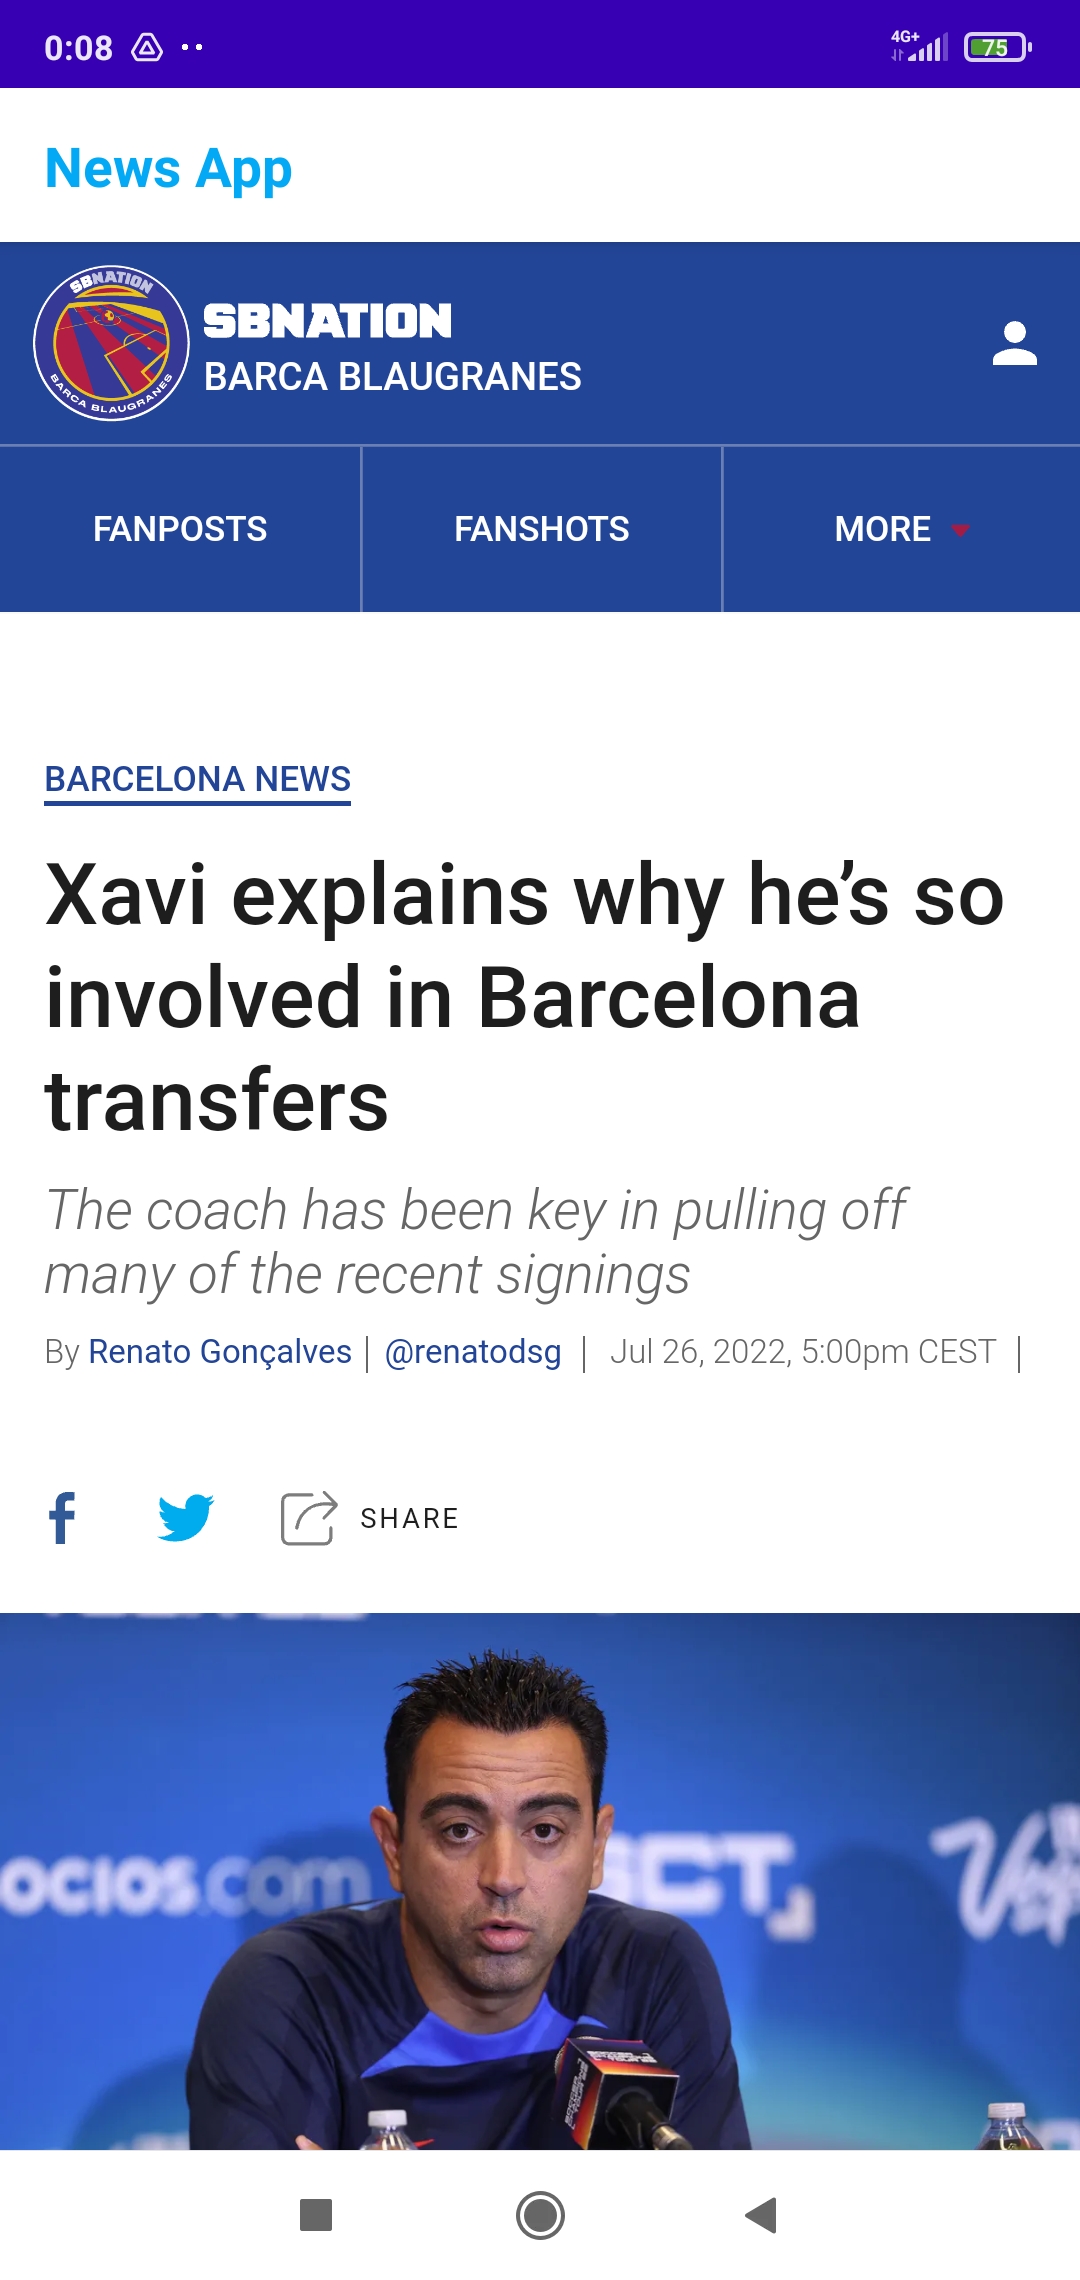 0:08
4G+
75
News App
SBNATION
BARCA BLAUGRANES
SBNATION
BARCA BLAUGRANES
FANPOSTS
FANSHOTS
MORE
BARCELONA NEWS
Xavi explains why he’s so
involved in Barcelona
transfers
The coach has been key in pulling off
many of the recent signings
By Renato Gonçalves | @renatodsg | Jul 26, 2022, 5:00pm CEST |
SHARE
ocios.com